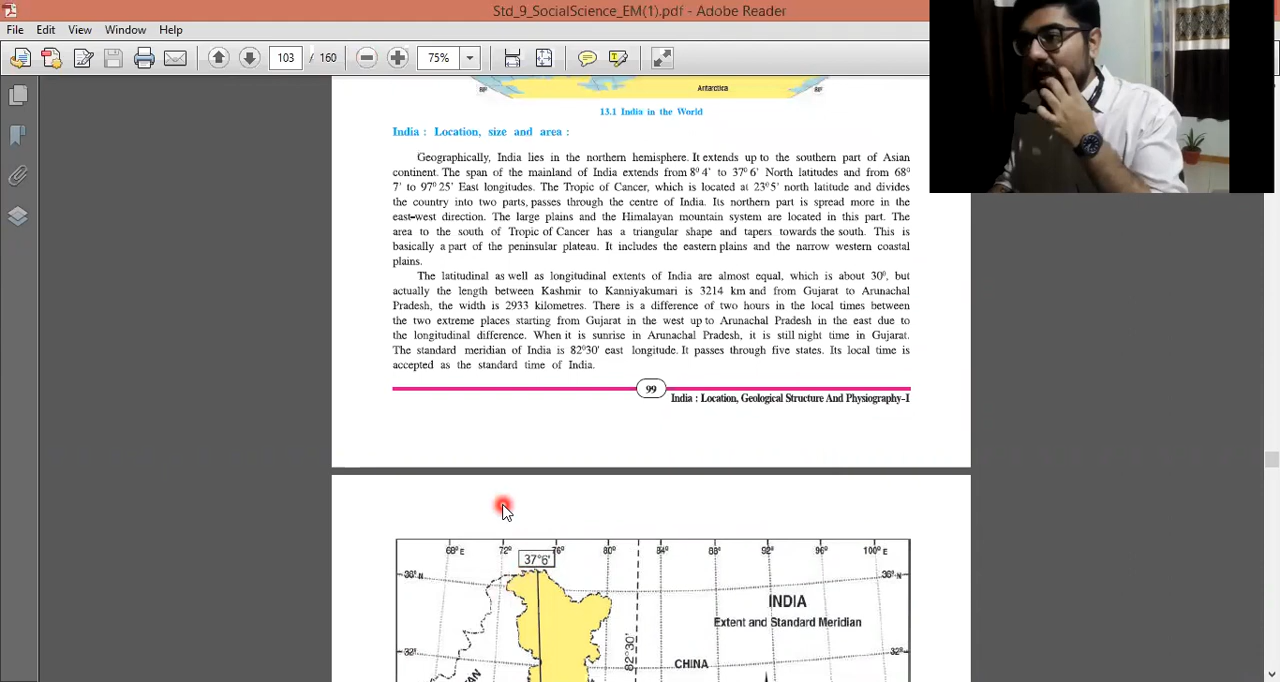 Std_9_SocialScience_EM(1).pdf - Adobe Reader
File Edit View Window Help
103 / 160 75%
Antarctica
13.1 India in the World
India : Location, size and area :
Geographically, India lies in the northern hemisphere. It extends up to the southern part of Asian
continent. The span of the mainland of India extends from 8⁰ 4' to 37⁰ 6' North latitudes and from 68⁰
7' to 97⁰ 25' East longitudes. The Tropic of Cancer, which is located at 23⁰5' north latitude and divides
the country into two parts, passes through the centre of India. Its northern part is spread more in the
east-west direction. The large plains and the Himalayan mountain system are located in this part. The
area to the south of Tropic of Cancer has a triangular shape and tapers towards the south. This is
basically a part of the peninsular plateau. It includes the eastern plains and the narrow western coastal
plains.
The latitudinal as well as longitudinal extents of India are almost equal, which is about 30⁰, but
actually the length between Kashmir to Kanniyakumari is 3214 km and from Gujarat to Arunachal
Pradesh, the width is 2933 kilometres. There is a difference of two hours in the local times between
the two extreme places starting from Gujarat in the west up to Arunachal Pradesh in the east due to
the longitudinal difference. When it is sunrise in Arunachal Pradesh, it is still night time in Gujarat.
The standard meridian of India is 82⁰30' east longitude. It passes through five states. Its local time is
accepted as the standard time of India.
99
India : Location, Geological Structure And Physiography-I
68°E 72° 76° 80° 84° 88° 92° 96° 100° E
37°6'
36°N 36°N
INDIA
Extent and Standard Meridian
82°30'
32° 32°
CHINA